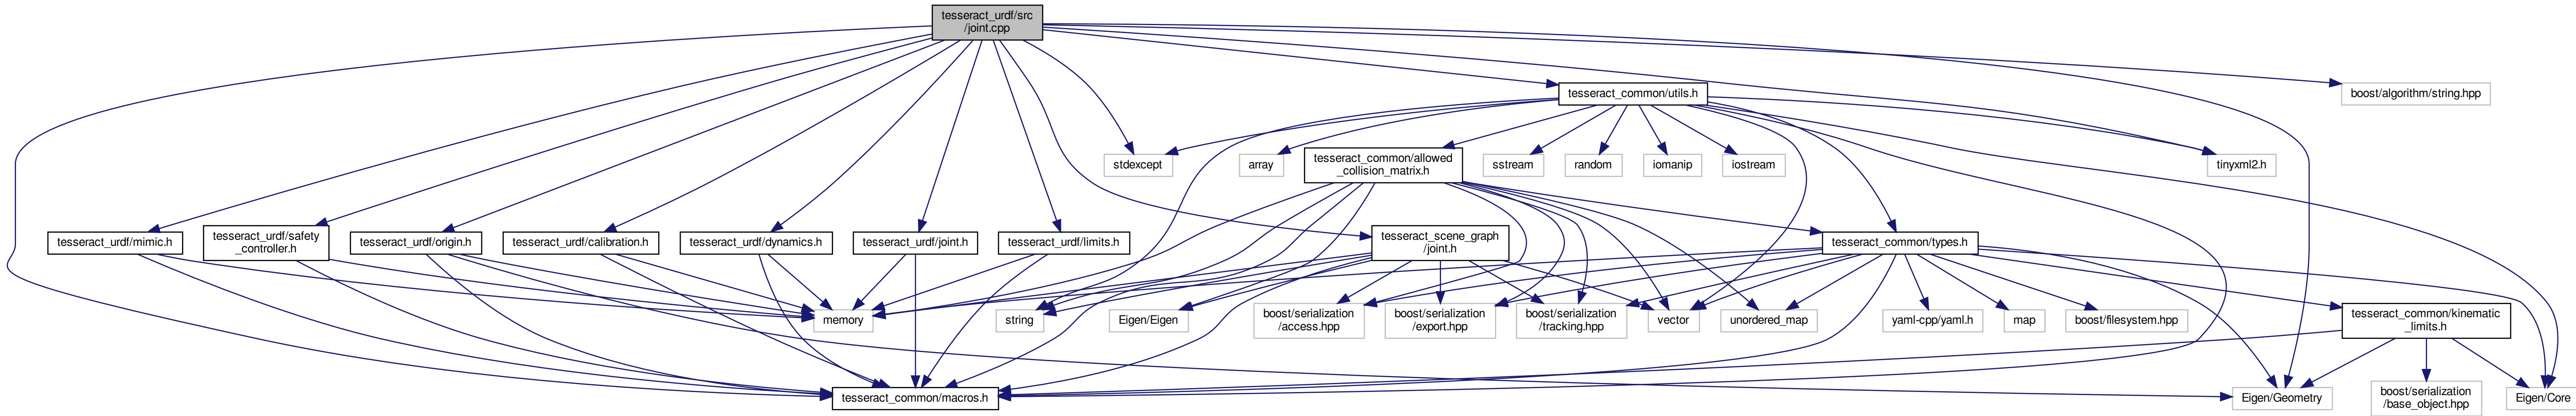 tesseract_urdf/src
/joint.cpp
tesseract_common/utils.h
boost/algorithm/string.hpp
stdexcept
array
tesseract_common/allowed
_collision_matrix.h
sstream
random
iomanip
iostream
tinyxml2.h
tesseract_urdf/mimic.h
tesseract_urdf/safety
_controller.h
tesseract_urdf/origin.h
tesseract_urdf/calibration.h
tesseract_urdf/dynamics.h
tesseract_urdf/joint.h
tesseract_urdf/limits.h
tesseract_scene_graph
/joint.h
tesseract_common/types.h
memory
string
Eigen/Eigen
boost/serialization
/access.hpp
boost/serialization
/export.hpp
boost/serialization
/tracking.hpp
vector
unordered_map
yaml-cpp/yaml.h
map
boost/filesystem.hpp
tesseract_common/kinematic
_limits.h
tesseract_common/macros.h
Eigen/Geometry
boost/serialization
/base_object.hpp
Eigen/Core